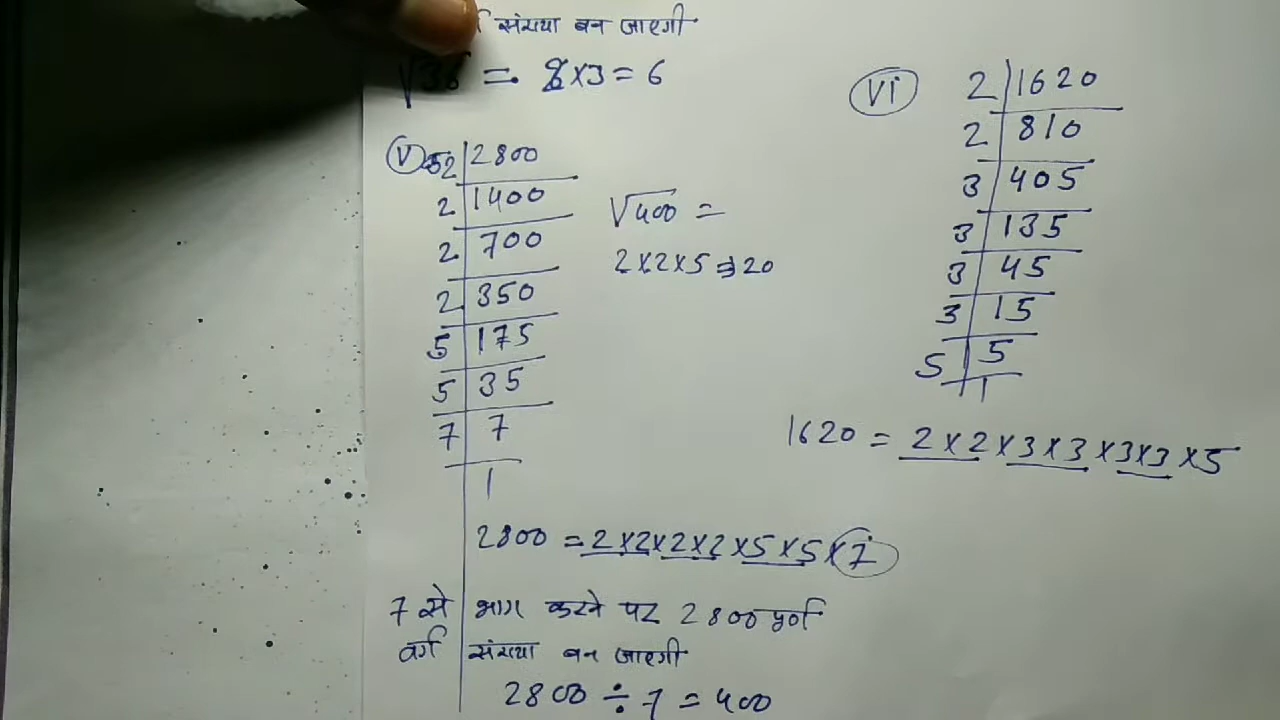 संख्या बन जाएगी
√36 = 2×3 = 6
(v) 2 | 2800
2 | 1400
2 | 700
2 | 350
5 | 175
5 | 35
7 | 7
1
√400 =
2×2×5 ⇒ 20
2800 = 2×2×2×2×5×5×7
7 से भाग करने पर 2800 पूर्ण
वर्ग संख्या बन जाएगी
2800 ÷ 7 = 400
(vi) 2 | 1620
2 | 810
3 | 405
3 | 135
3 | 45
3 | 15
5 | 5
1
1620 = 2×2×3×3×3×3×5